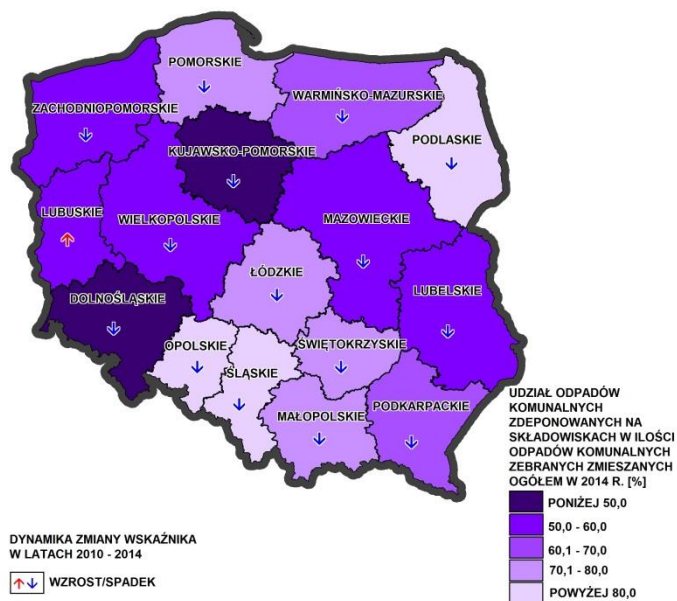 POMORSKIE
WARMIŃSKO-MAZURSKIE
ZACHODNIOPOMORSKIE
PODLASKIE
KUJAWSKO-POMORSKIE
LUBUSKIE
WIELKOPOLSKIE
MAZOWIECKIE
ŁÓDZKIE
LUBELSKIE
DOLNOŚLĄSKIE
OPOLSKIE
ŚWIĘTOKRZYSKIE
ŚLĄSKIE
MAŁOPOLSKIE
PODKARPACKIE
UDZIAŁ ODPADÓW
KOMUNALNYCH
ZDEPONOWANYCH NA
SKŁADOWISKACH W ILOŚCI
ODPADÓW KOMUNALNYCH
ZEBRANYCH ZMIESZANYCH
OGÓŁEM W 2014 R. [%]
PONIŻEJ 50,0
50,0 - 60,0
60,1 - 70,0
70,1 - 80,0
POWYŻEJ 80,0
DYNAMIKA ZMIANY WSKAŹNIKA
W LATACH 2010 - 2014
WZROST/SPADEK